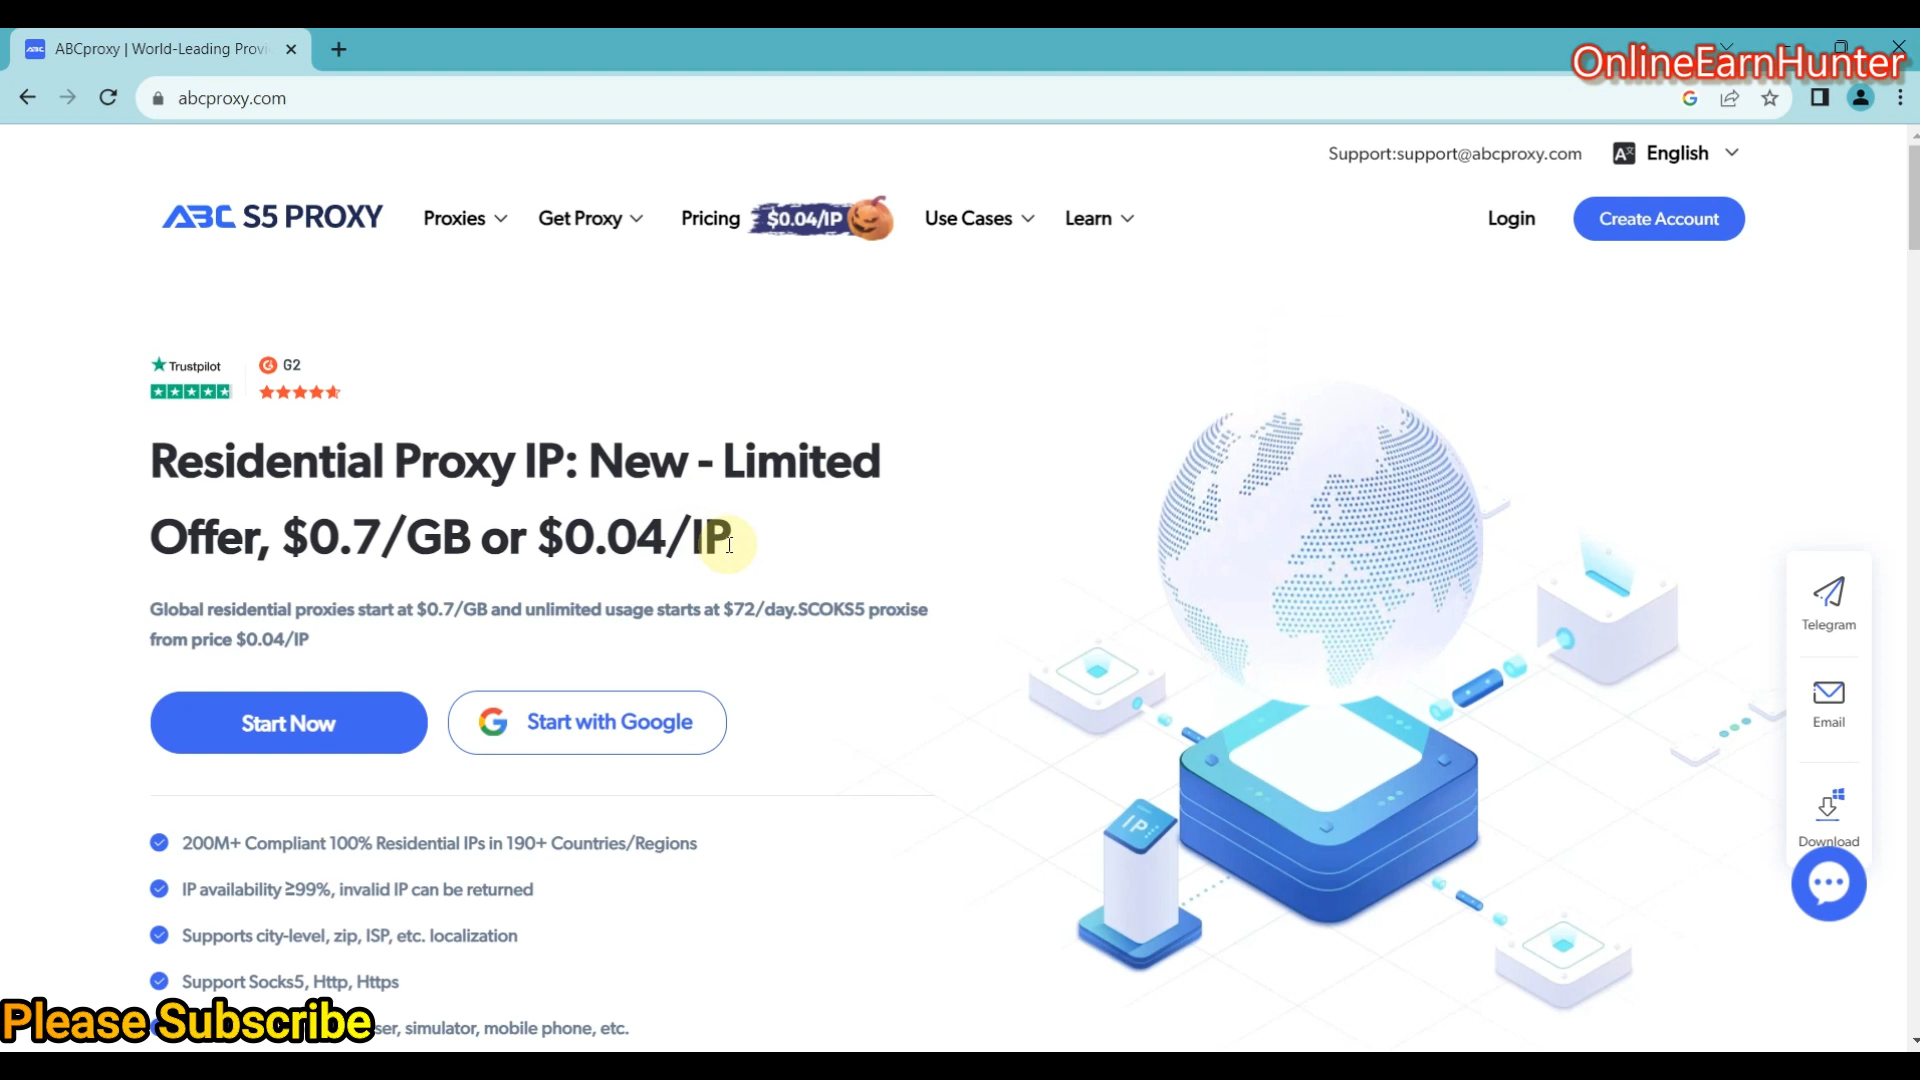 ABCproxy | World-Leading Provi
OnlineEarnHunter
abcproxy.com
Support:support@abcproxy.com
English
ABC S5 PROXY
Proxies
Get Proxy
Pricing
$0.04/IP
Use Cases
Learn
Login
Create Account
Trustpilot
G2
Residential Proxy IP: New - Limited
Offer, $0.7/GB or $0.04/IP
Global residential proxies start at $0.7/GB and unlimited usage starts at $72/day.SCOKS5 proxise
from price $0.04/IP
Start Now
Start with Google
200M+ Compliant 100% Residential IPs in 190+ Countries/Regions
IP availability ≥99%, invalid IP can be returned
Supports city-level, zip, ISP, etc. localization
Support Socks5, Http, Https
ser, simulator, mobile phone, etc.
Please Subscribe
IP
Telegram
Email
Download